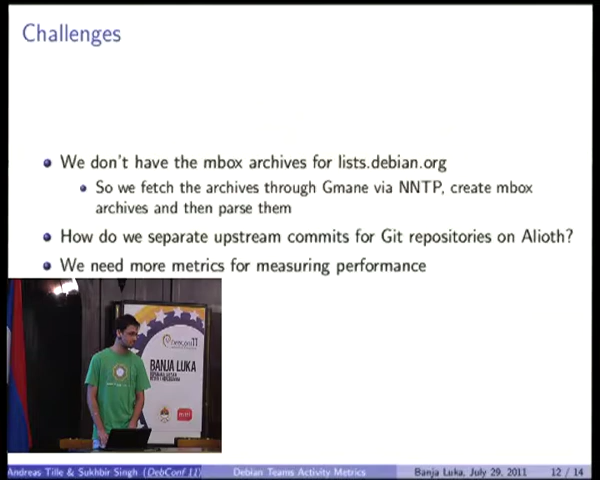 Challenges
We don't have the mbox archives for lists.debian.org
So we fetch the archives through Gmane via NNTP, create mbox
archives and then parse them
How do we separate upstream commits for Git repositories on Alioth?
We need more metrics for measuring performance
debconf11
BANJA LUKA
Andreas Tille & Sukhbir Singh (DebConf 11)
Debian Teams Activity Metrics
Banja Luka, July 29, 2011
12 / 14